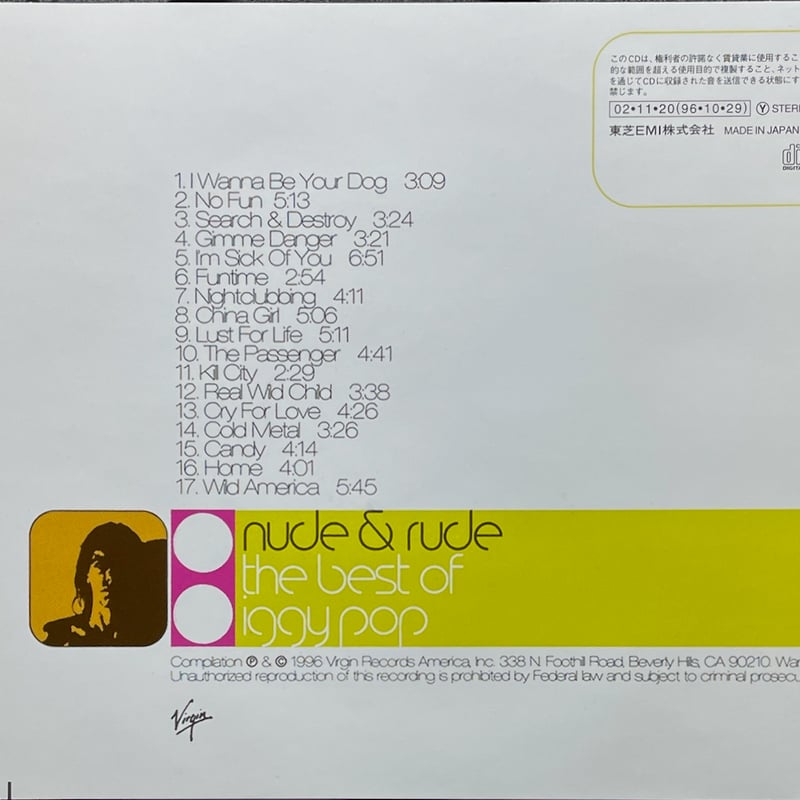 このCDは、権利者の許諾なく賃貸業に使用するこ
的な範囲を超える使用目的で複製すること、ネット
を通じてCDに収録された音を送信できる状態にす
禁じます。
02•11•20(96•10•29) Ⓨ STER
東芝EMI株式会社 MADE IN JAPAN
1. I Wanna Be Your Dog 3:09
2. No Fun 5:13
3. Search & Destroy 3:24
4. Gimme Danger 3:21
5. I'm Sick Of You 6:51
6. Funtime 2:54
7. Nightclubbing 4:11
8. China Girl 5:06
9. Lust For Life 5:11
10. The Passenger 4:41
11. Kill City 2:29
12. Real Wild Child 3:38
13. Cry For Love 4:26
14. Cold Metal 3:26
15. Candy 4:14
16. Home 4:01
17. Wild America 5:45
nude & rude
the best of
iggy pop
Compilation ℗ & © 1996 Virgin Records America, Inc. 338 N. Foothill Road, Beverly Hills, CA 90210. War
Unauthorized reproduction of this recording is prohibited by Federal law and subject to criminal prosecu
Virgin